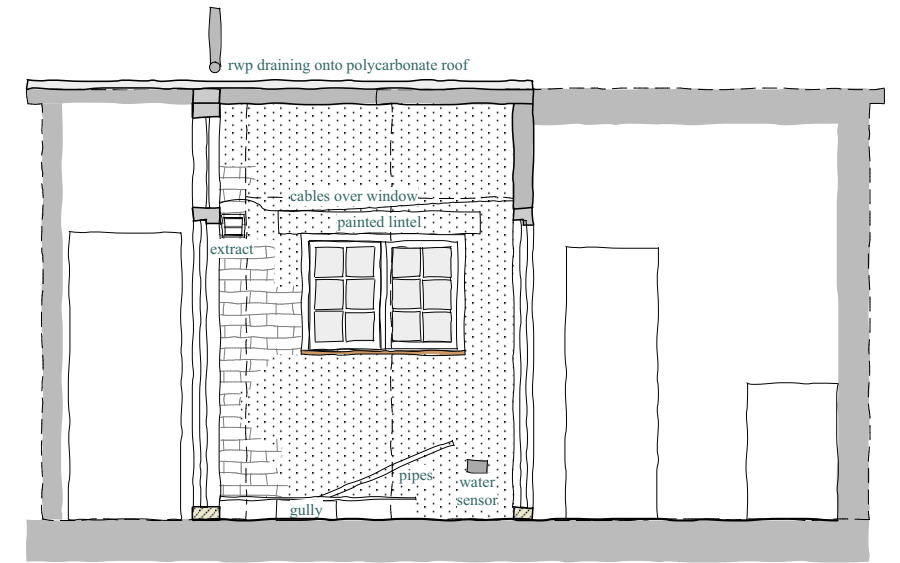 rwp draining onto polycarbonate roof
cables over window
painted lintel
extract
pipes
water
sensor
gully